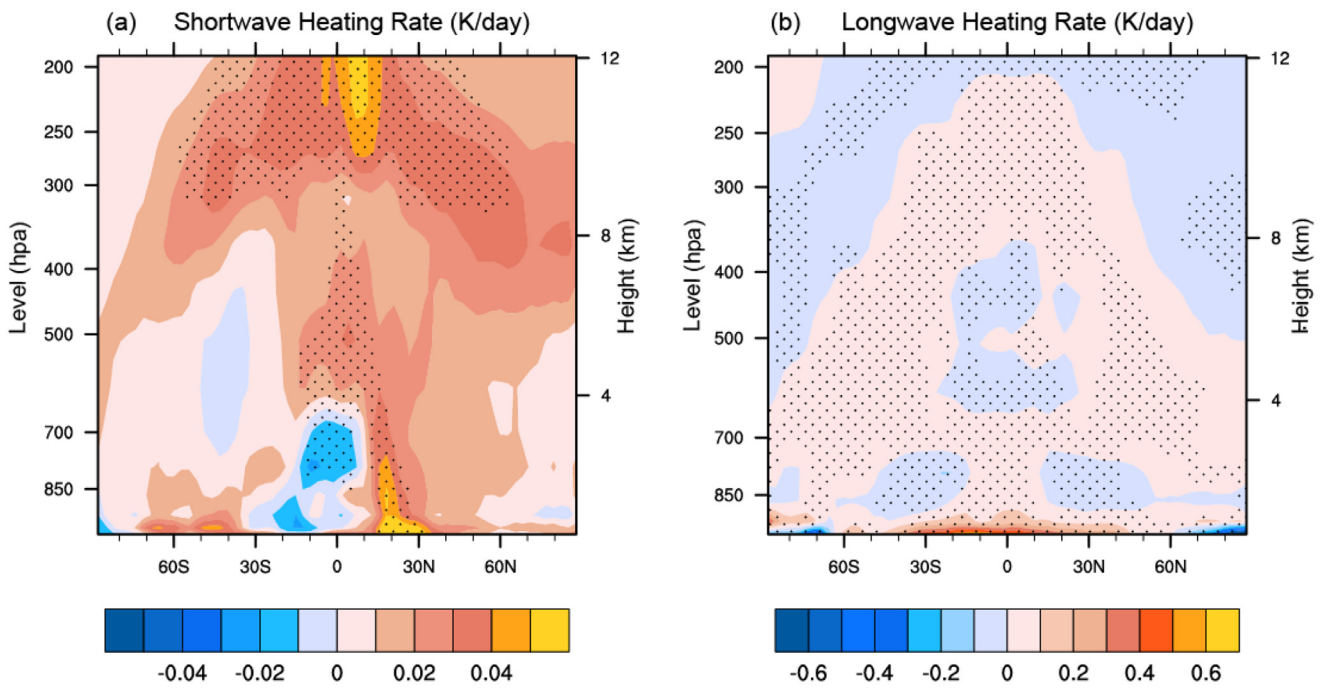 (a) Shortwave Heating Rate (K/day)
200
250
300
400
500
700
850
Level (hpa)
12
8
4
Height (km)
60S 30S 0 30N 60N
-0.04 -0.02 0 0.02 0.04
(b) Longwave Heating Rate (K/day)
200
250
300
400
500
700
850
Level (hpa)
12
8
4
Height (km)
60S 30S 0 30N 60N
-0.6 -0.4 -0.2 0 0.2 0.4 0.6